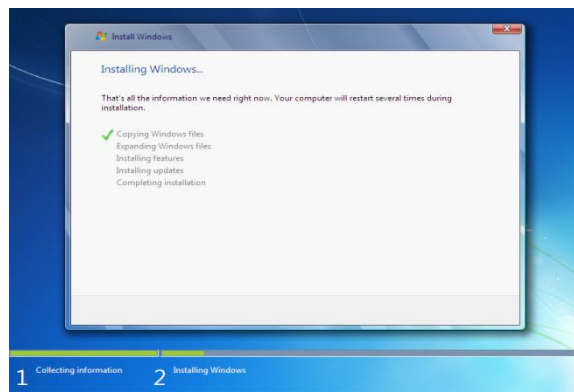 Install Windows
Installing Windows...
That's all the information we need right now. Your computer will restart several times during
installation.
Copying Windows files
Expanding Windows files
Installing features
Installing updates
Completing installation
1 Collecting information 2 Installing Windows